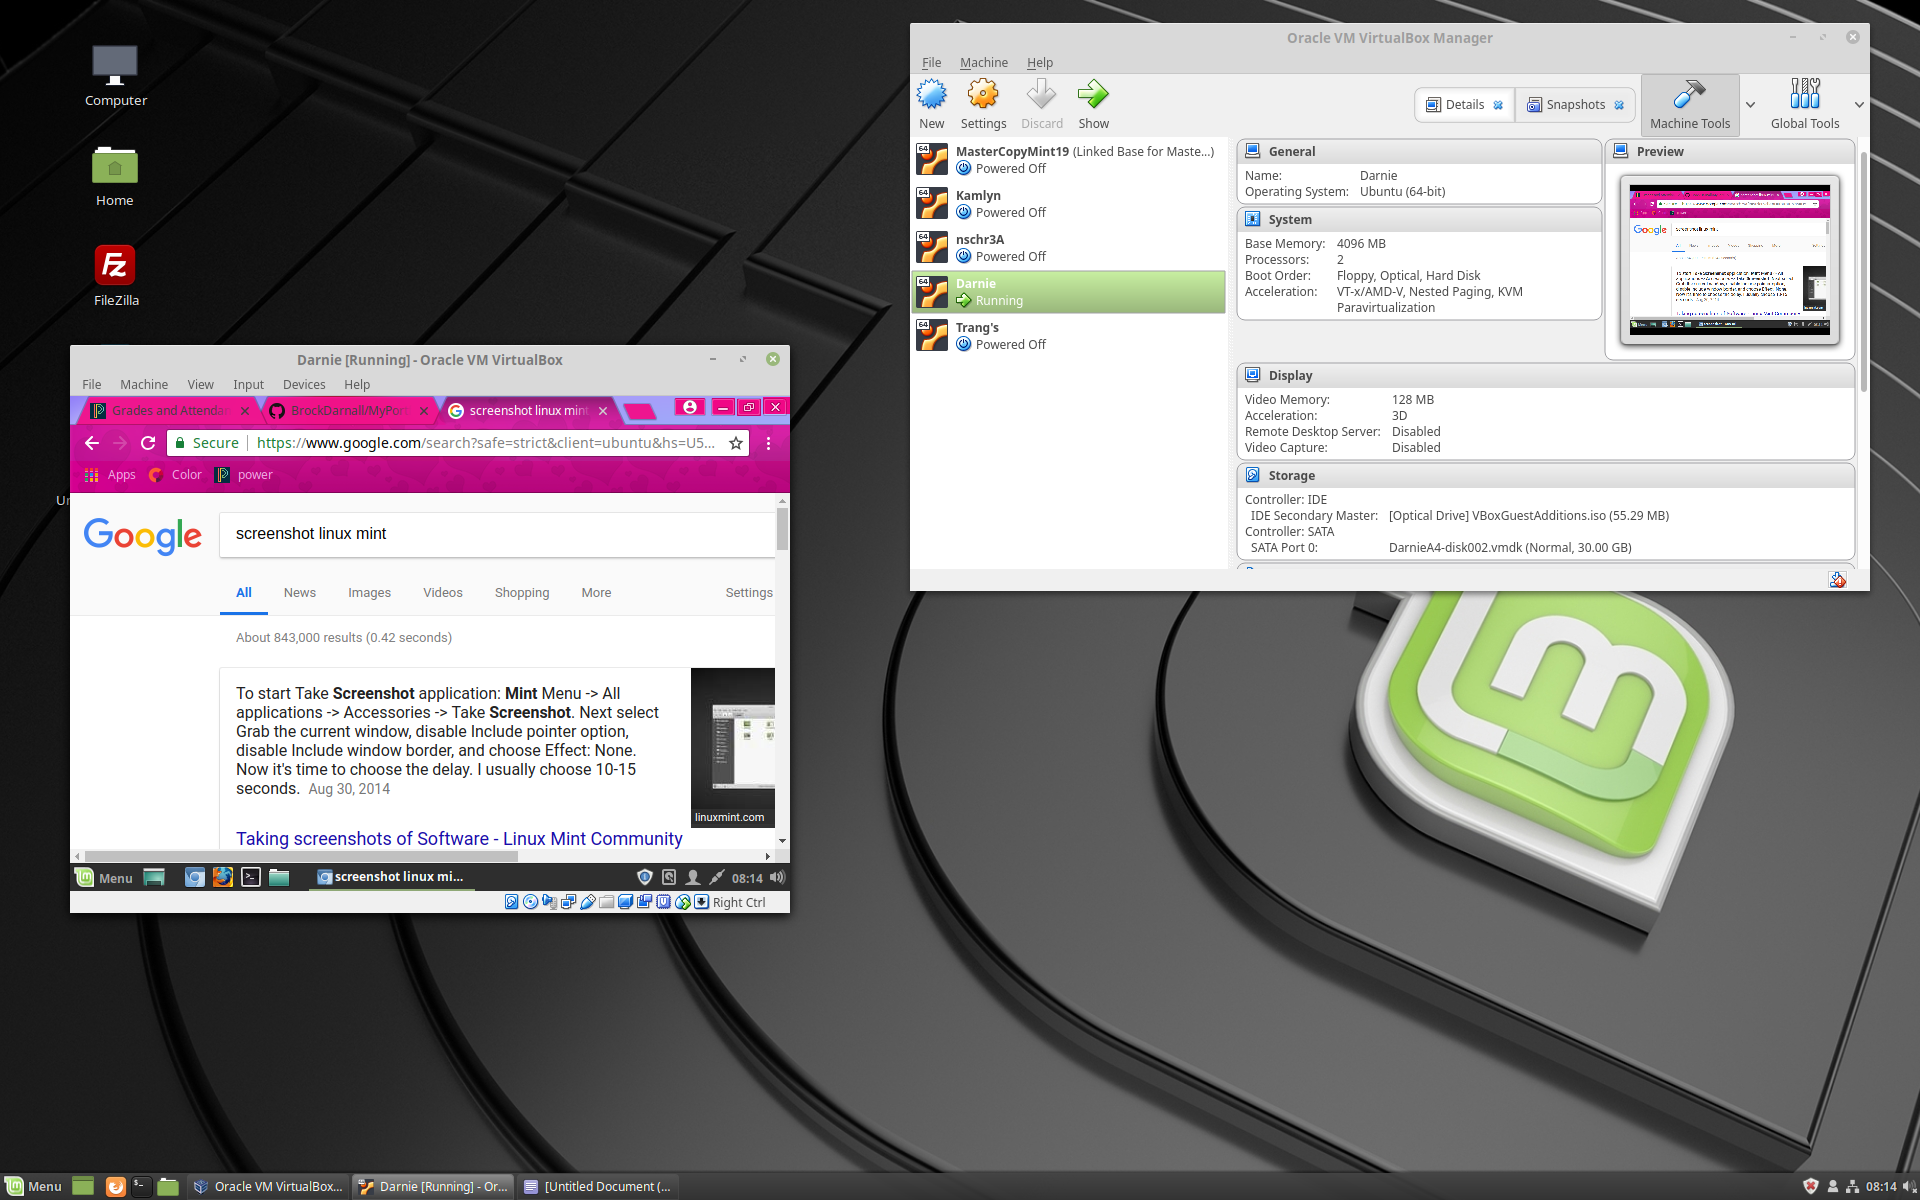 Computer
Home
FileZilla
Ur
Oracle VM VirtualBox Manager
File Machine Help
New Settings Discard Show
Details Snapshots Machine Tools Global Tools
MasterCopyMint19 (Linked Base for Maste...)
Powered Off
Kamlyn
Powered Off
nschr3A
Powered Off
Darnie
Running
Trang's
Powered Off
General
Name: Darnie
Operating System: Ubuntu (64-bit)
System
Base Memory: 4096 MB
Processors: 2
Boot Order: Floppy, Optical, Hard Disk
Acceleration: VT-x/AMD-V, Nested Paging, KVM
Paravirtualization
Preview
Google
Display
Video Memory: 128 MB
Acceleration: 3D
Remote Desktop Server: Disabled
Video Capture: Disabled
Storage
Controller: IDE
IDE Secondary Master: [Optical Drive] VBoxGuestAdditions.iso (55.29 MB)
Controller: SATA
SATA Port 0: DarnieA4-disk002.vmdk (Normal, 30.00 GB)
Darnie [Running] - Oracle VM VirtualBox
File Machine View Input Devices Help
Grades and Attenda BrockDarnall/MyPor screenshot linux mint
Secure https://www.google.com/search?safe=strict&client=ubuntu&hs=U5...
Apps Color power
Google screenshot linux mint
All News Images Videos Shopping More Settings
About 843,000 results (0.42 seconds)
To start Take Screenshot application: Mint Menu -> All
applications -> Accessories -> Take Screenshot. Next select
Grab the current window, disable Include pointer option,
disable Include window border, and choose Effect: None.
Now it's time to choose the delay. I usually choose 10-15
seconds. Aug 30, 2014
linuxmint.com
Taking screenshots of Software - Linux Mint Community
Menu screenshot linux mi... 08:14
Right Ctrl
Menu Oracle VM VirtualBox... Darnie [Running] - Or... [Untitled Document (... 08:14